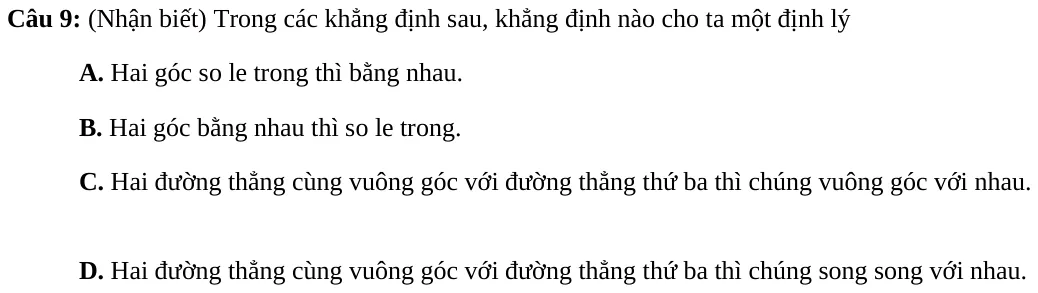 Câu 9: (Nhận biết) Trong các khẳng định sau, khẳng định nào cho ta một định lý
A. Hai góc so le trong thì bằng nhau.
B. Hai góc bằng nhau thì so le trong.
C. Hai đường thẳng cùng vuông góc với đường thẳng thứ ba thì chúng vuông góc với nhau.
D. Hai đường thẳng cùng vuông góc với đường thẳng thứ ba thì chúng song song với nhau.